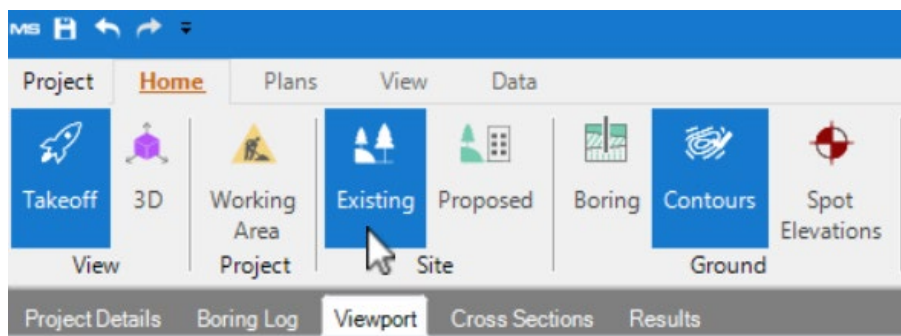 MS
Project Home Plans View Data
Takeoff 3D Working Area Existing Proposed Boring Contours Spot Elevations
View Project Site Ground
Project Details Boring Log Viewport Cross Sections Results